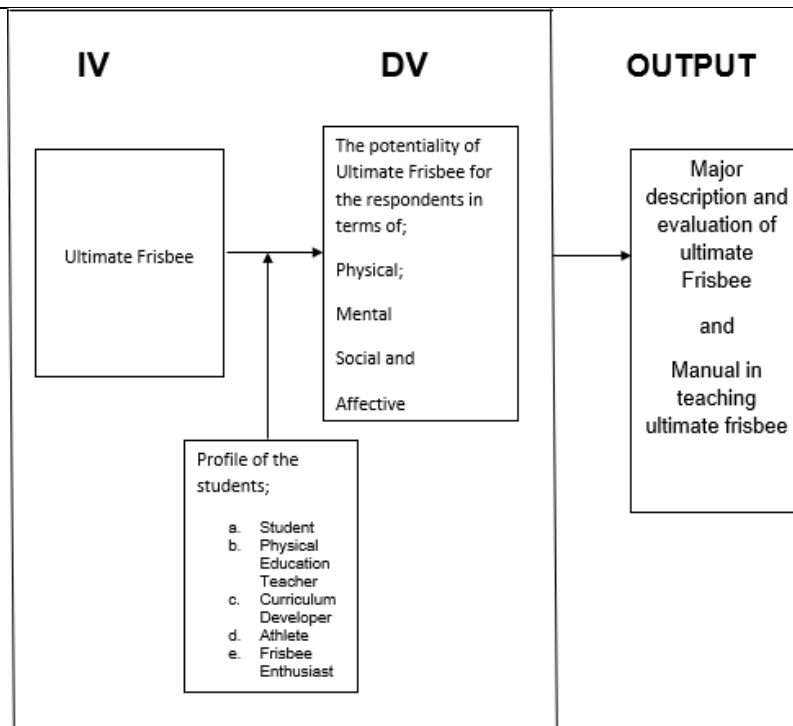 IV
DV
OUTPUT
Ultimate Frisbee
The potentiality of
Ultimate Frisbee for
the respondents in
terms of;
Physical;
Mental
Social and
Affective
Major
description and
evaluation of
ultimate
Frisbee
and
Manual in
teaching
ultimate frisbee
Profile of the
students;
a. Student
b. Physical
Education
Teacher
c. Curriculum
Developer
d. Athlete
e. Frisbee
Enthusiast